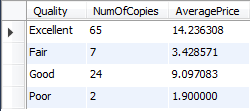 Quality NumOfCopies AveragePrice
Excellent 65 14.236308
Fair 7 3.428571
Good 24 9.097083
Poor 2 1.900000